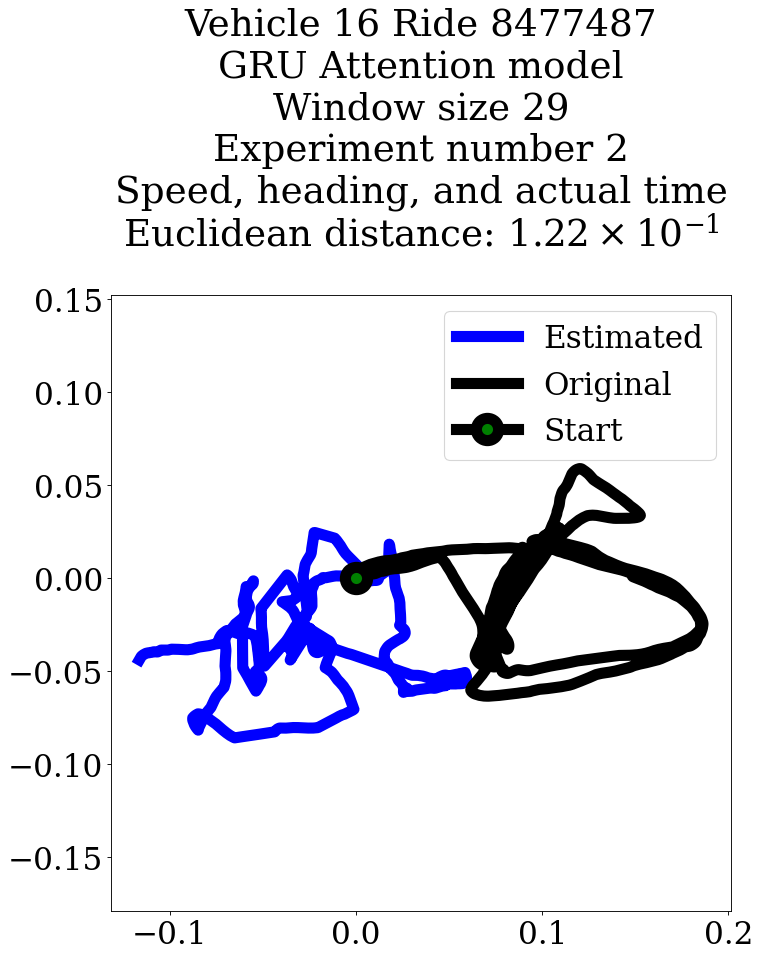 Vehicle 16 Ride 8477487
GRU Attention model
Window size 29
Experiment number 2
Speed, heading, and actual time
Euclidean distance: 1.22 × 10⁻¹
Estimated
Original
Start
0.15
0.10
0.05
0.00
−0.05
−0.10
−0.15
−0.1
0.0
0.1
0.2